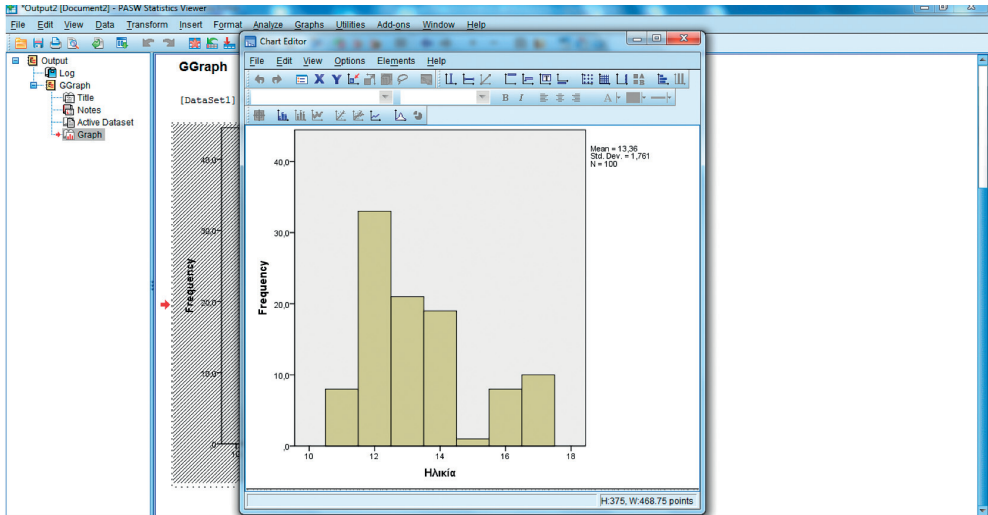 *Output2 [Document2] - PASW Statistics Viewer
File Edit View Data Transform Insert Format Analyze Graphs Utilities Add-ons Window Help
Output
Log
GGraph
Title
Notes
Active Dataset
Graph
GGraph
[DataSet1]
40,0
30,0
20,0
10,0
,0
10
Frequency
Chart Editor
File Edit View Options Elements Help
X Y
B I
A
Mean = 13,36
Std. Dev. = 1,761
N = 100
40,0
30,0
20,0
10,0
,0
Frequency
10 12 14 16 18
Ηλικία
H:375, W:468.75 points